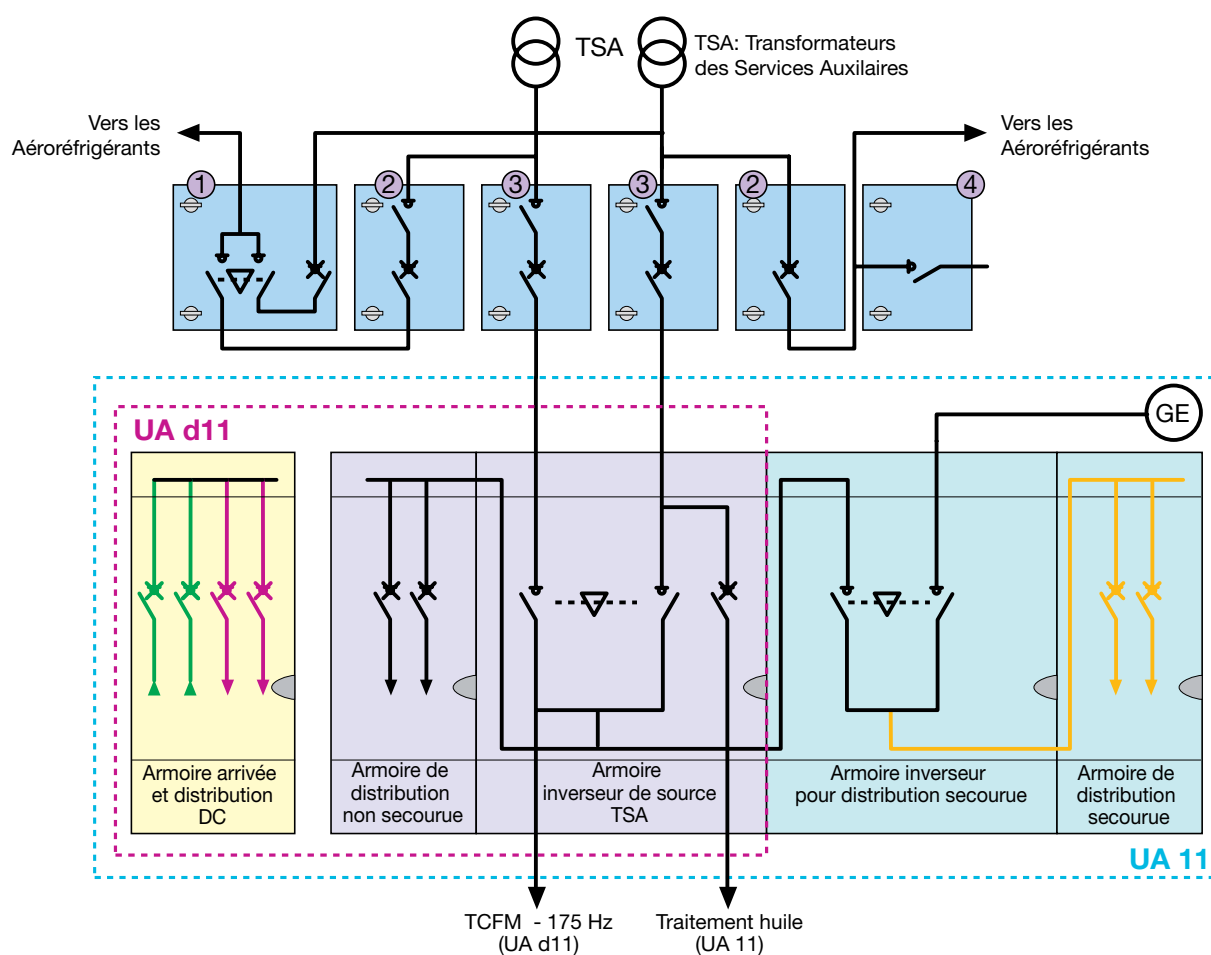 TSA
TSA: Transformateurs
des Services Auxilaires
Vers les
Aéroréfrigérants
Vers les
Aéroréfrigérants
1
2
3
3
2
4
GE
UA d11
Armoire arrivée
et distribution
DC
Armoire de
distribution
non secourue
Armoire
inverseur de source
TSA
Armoire inverseur
pour distribution secourue
Armoire de
distribution
secourue
UA 11
TCFM - 175 Hz
(UA d11)
Traitement huile
(UA 11)